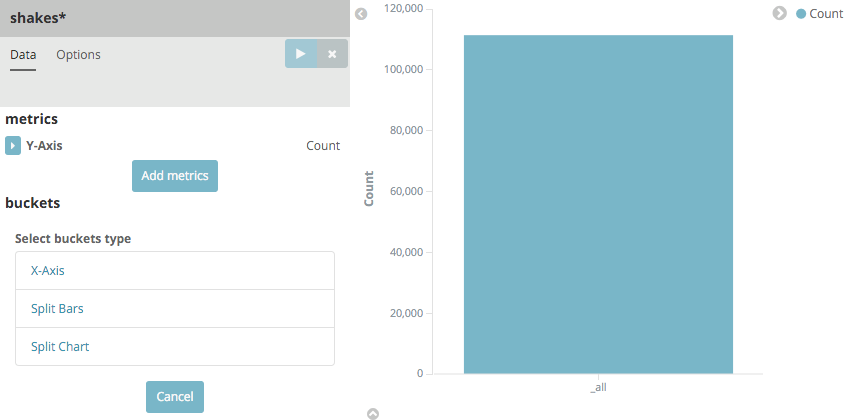 shakes*
Data Options
metrics
Y-Axis Count
Add metrics
buckets
Select buckets type
X-Axis
Split Bars
Split Chart
Cancel
120,000
100,000
80,000
60,000
40,000
20,000
0
Count
_all
Count